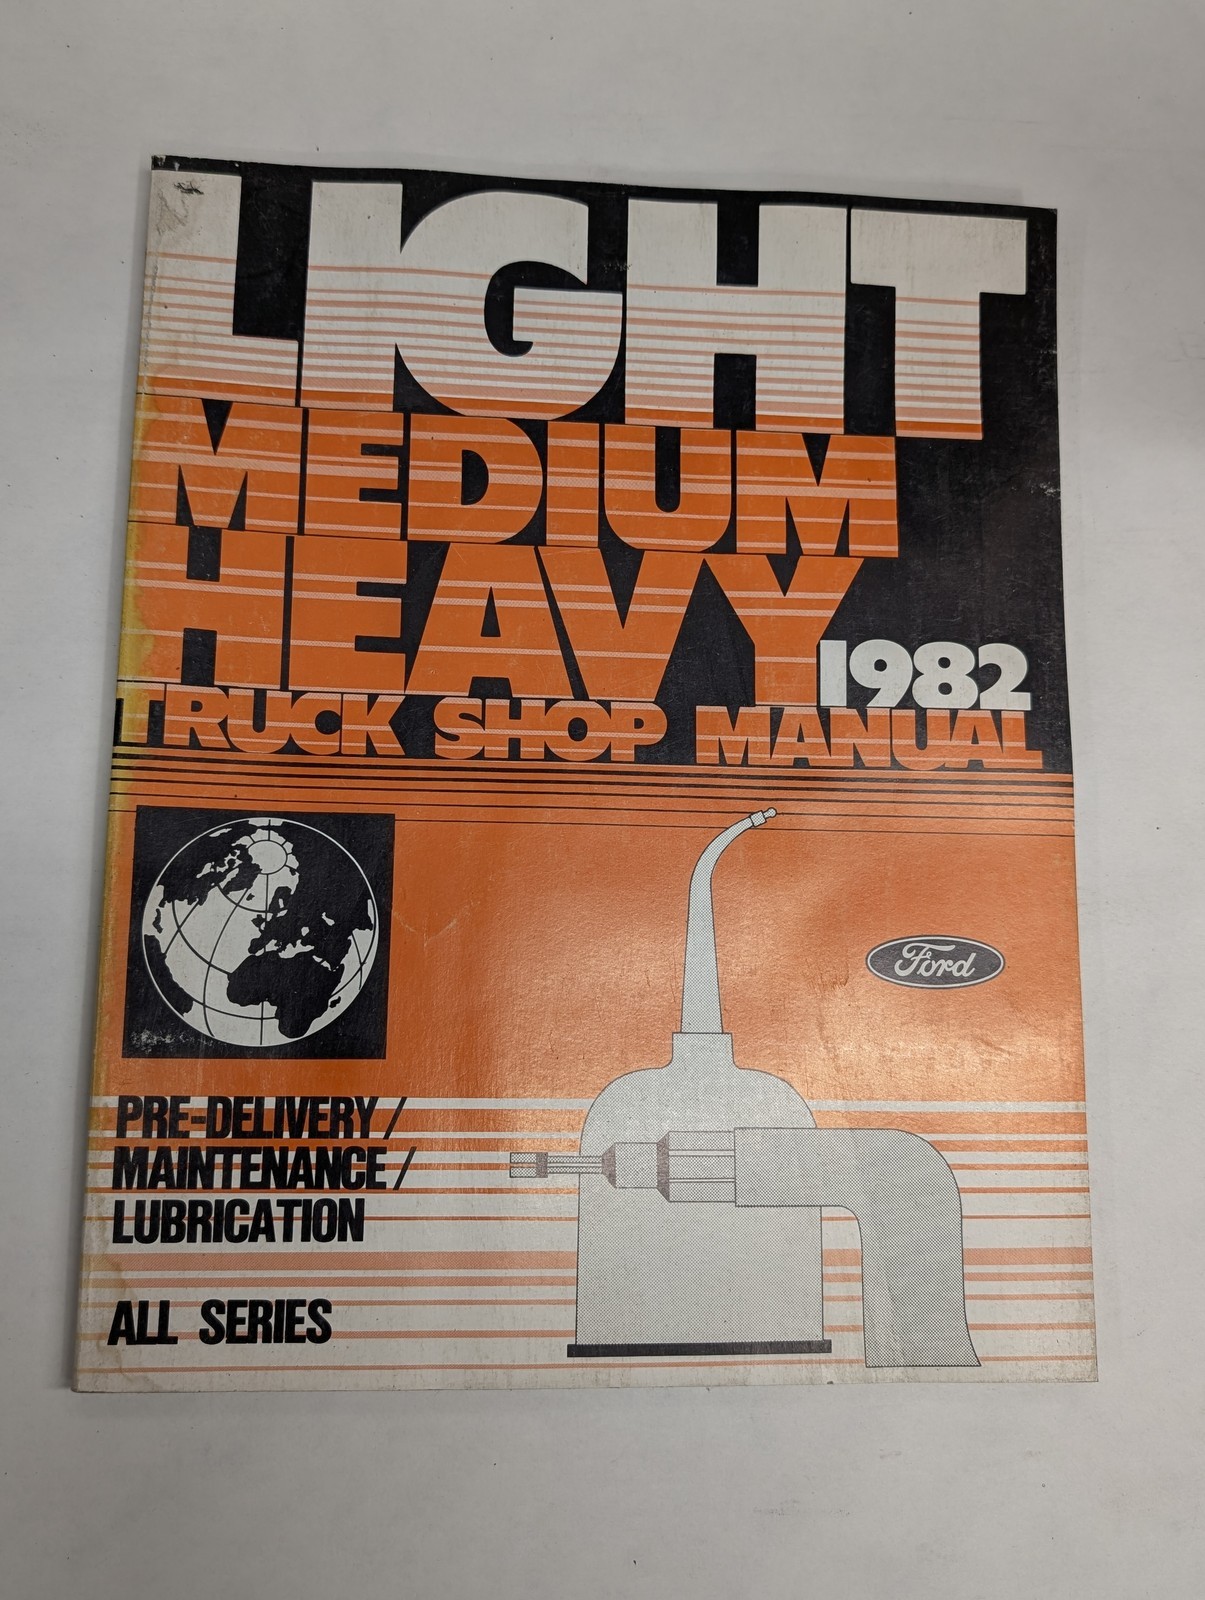 LIGHT
MEDIUM
HEAVY
1982
TRUCK SHOP MANUAL
Ford
PRE-DELIVERY/
MAINTENANCE/
LUBRICATION
ALL SERIES